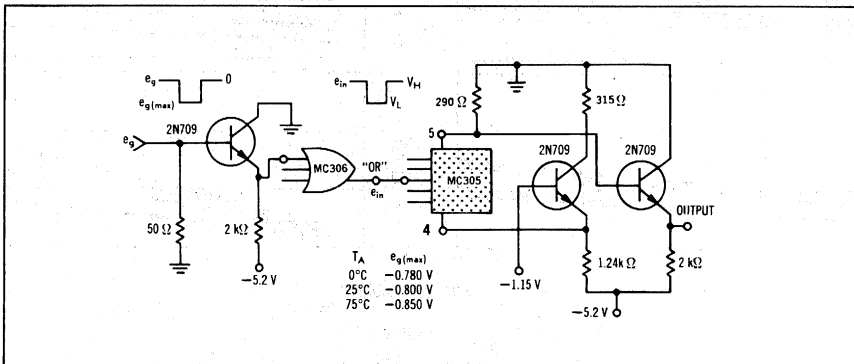 e_g 0
e_g(max)
2N709
e_g
50 Ω
2 kΩ
−5.2 V
MC306
"OR"
e_in
e_in V_H
V_L
290 Ω
315 Ω
5
MC305
4
2N709
2N709
OUTPUT
1.24k Ω
2 kΩ
−1.15 V
−5.2 V
T_A e_g(max)
0°C −0.780 V
25°C −0.800 V
75°C −0.850 V